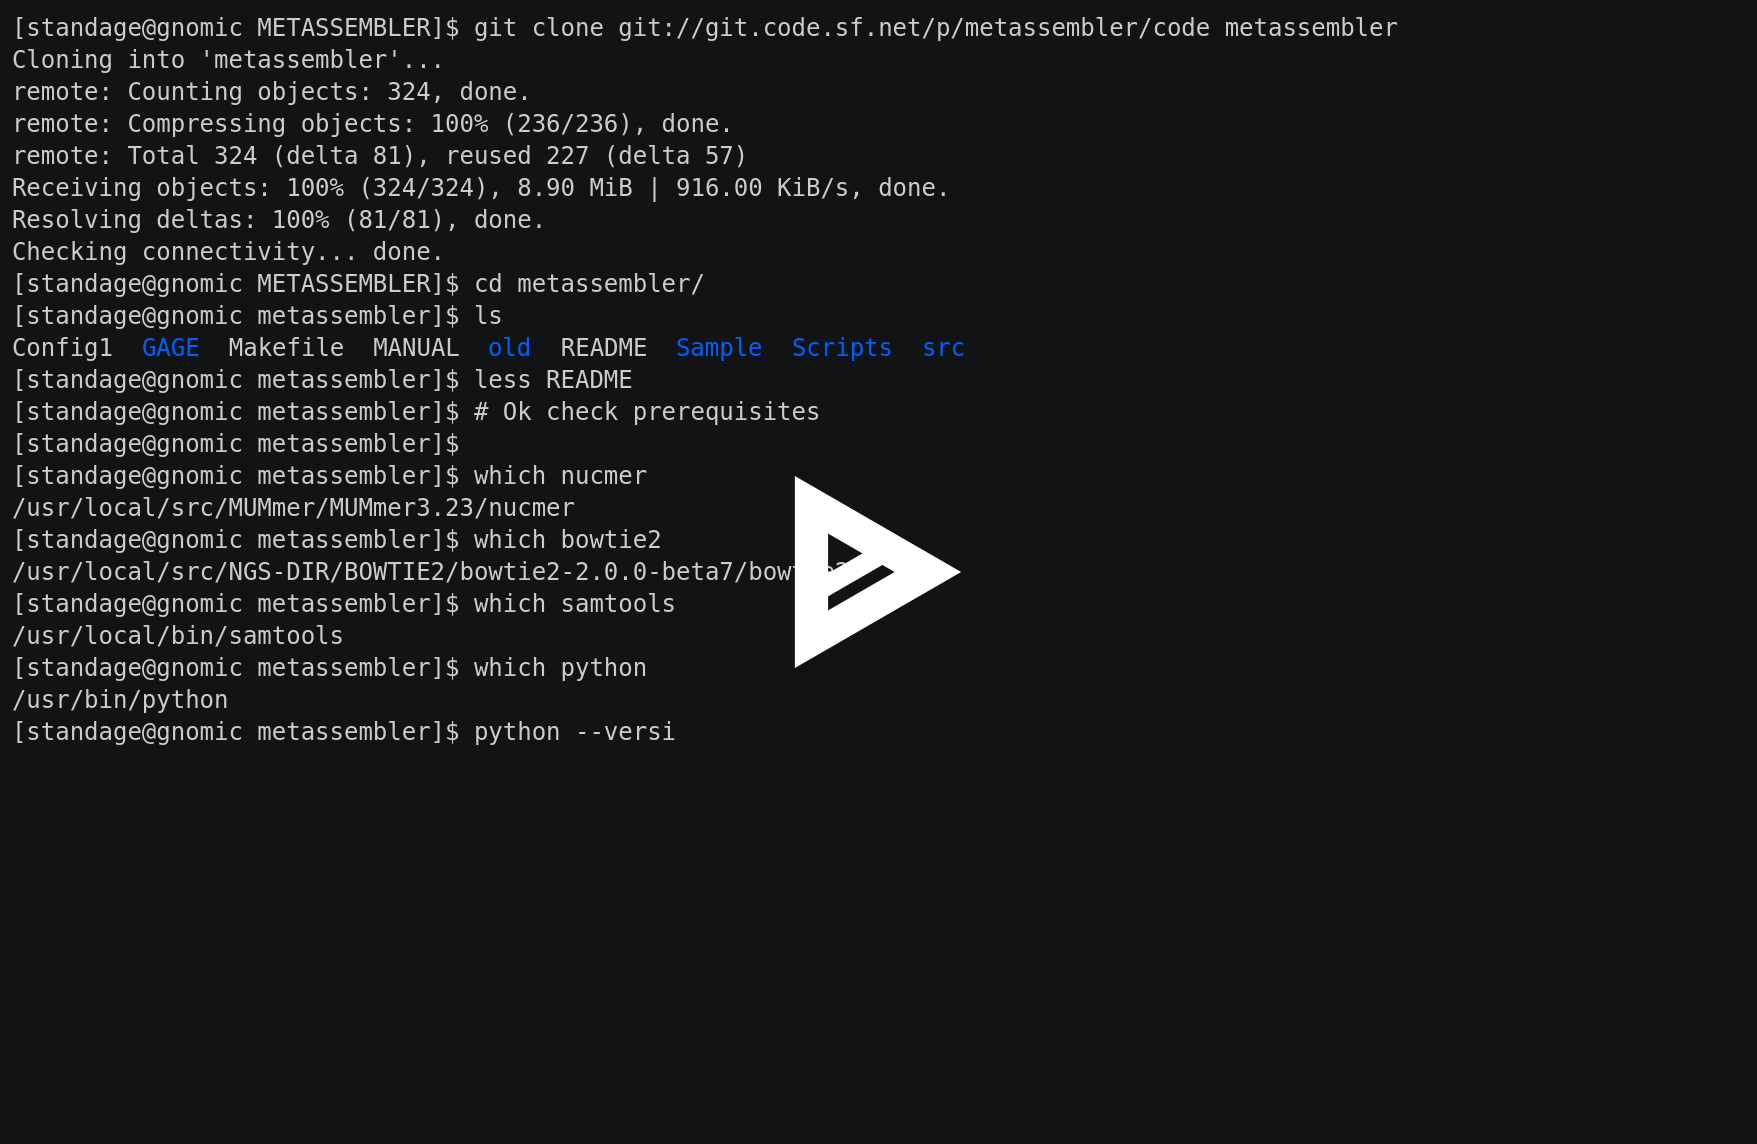 [standage@gnomic METASSEMBLER]$ git clone git://git.code.sf.net/p/metassembler/code metassembler
Cloning into 'metassembler'...
remote: Counting objects: 324, done.
remote: Compressing objects: 100% (236/236), done.
remote: Total 324 (delta 81), reused 227 (delta 57)
Receiving objects: 100% (324/324), 8.90 MiB | 916.00 KiB/s, done.
Resolving deltas: 100% (81/81), done.
Checking connectivity... done.
[standage@gnomic METASSEMBLER]$ cd metassembler/
[standage@gnomic metassembler]$ ls
Config1  GAGE  Makefile  MANUAL  old  README  Sample  Scripts  src
[standage@gnomic metassembler]$ less README
[standage@gnomic metassembler]$ # Ok check prerequisites
[standage@gnomic metassembler]$
[standage@gnomic metassembler]$ which nucmer
/usr/local/src/MUMmer/MUMmer3.23/nucmer
[standage@gnomic metassembler]$ which bowtie2
/usr/local/src/NGS-DIR/BOWTIE2/bowtie2-2.0.0-beta7/bowtie2
[standage@gnomic metassembler]$ which samtools
/usr/local/bin/samtools
[standage@gnomic metassembler]$ which python
/usr/bin/python
[standage@gnomic metassembler]$ python --versi